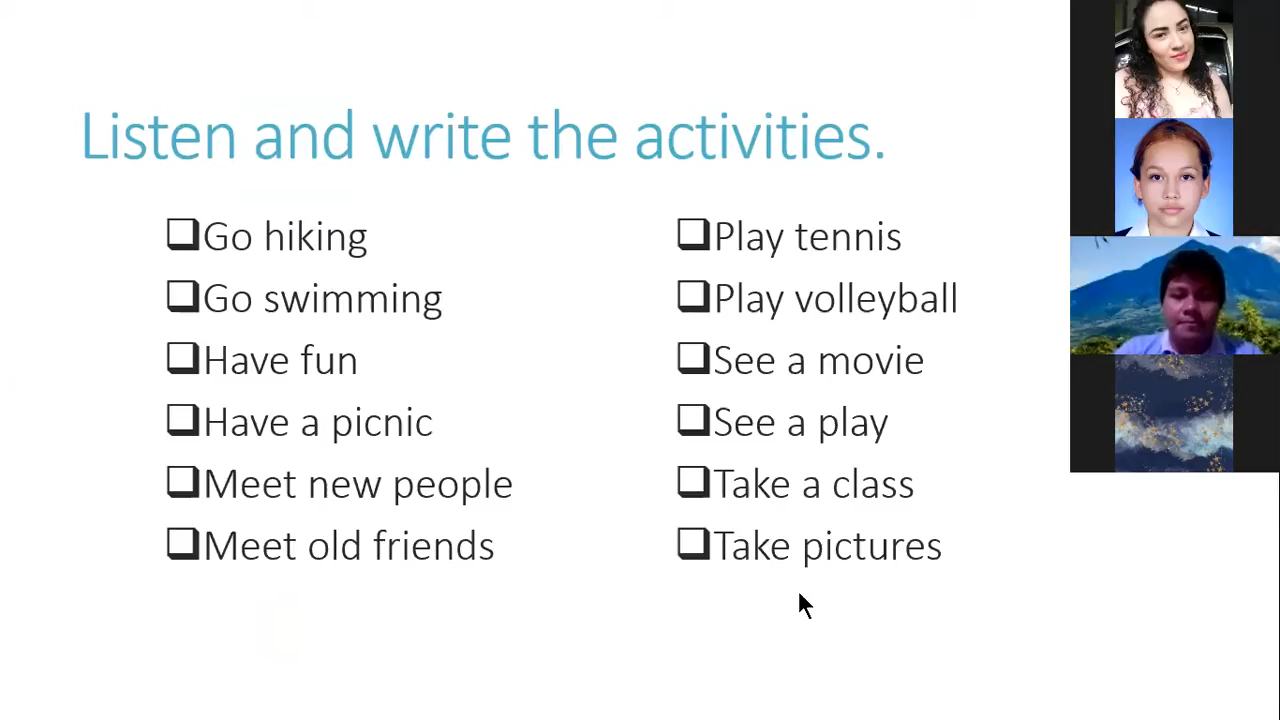 Listen and write the activities.
Go hiking
Go swimming
Have fun
Have a picnic
Meet new people
Meet old friends
Play tennis
Play volleyball
See a movie
See a play
Take a class
Take pictures